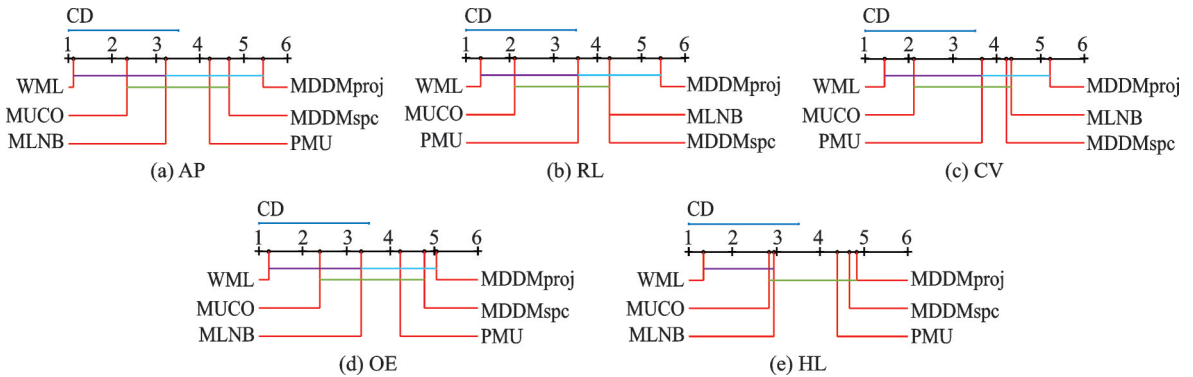 CD
1 2 3 4 5 6
WML MDDMproj
MUCO MDDMspc
MLNB PMU
(a) AP
CD
1 2 3 4 5 6
WML MDDMproj
MUCO MLNB
PMU MDDMspc
(b) RL
CD
1 2 3 4 5 6
WML MDDMproj
MUCO MLNB
PMU MDDMspc
(c) CV
CD
1 2 3 4 5 6
WML MDDMproj
MUCO MDDMspc
MLNB PMU
(d) OE
CD
1 2 3 4 5 6
WML MDDMproj
MUCO MDDMspc
MLNB PMU
(e) HL